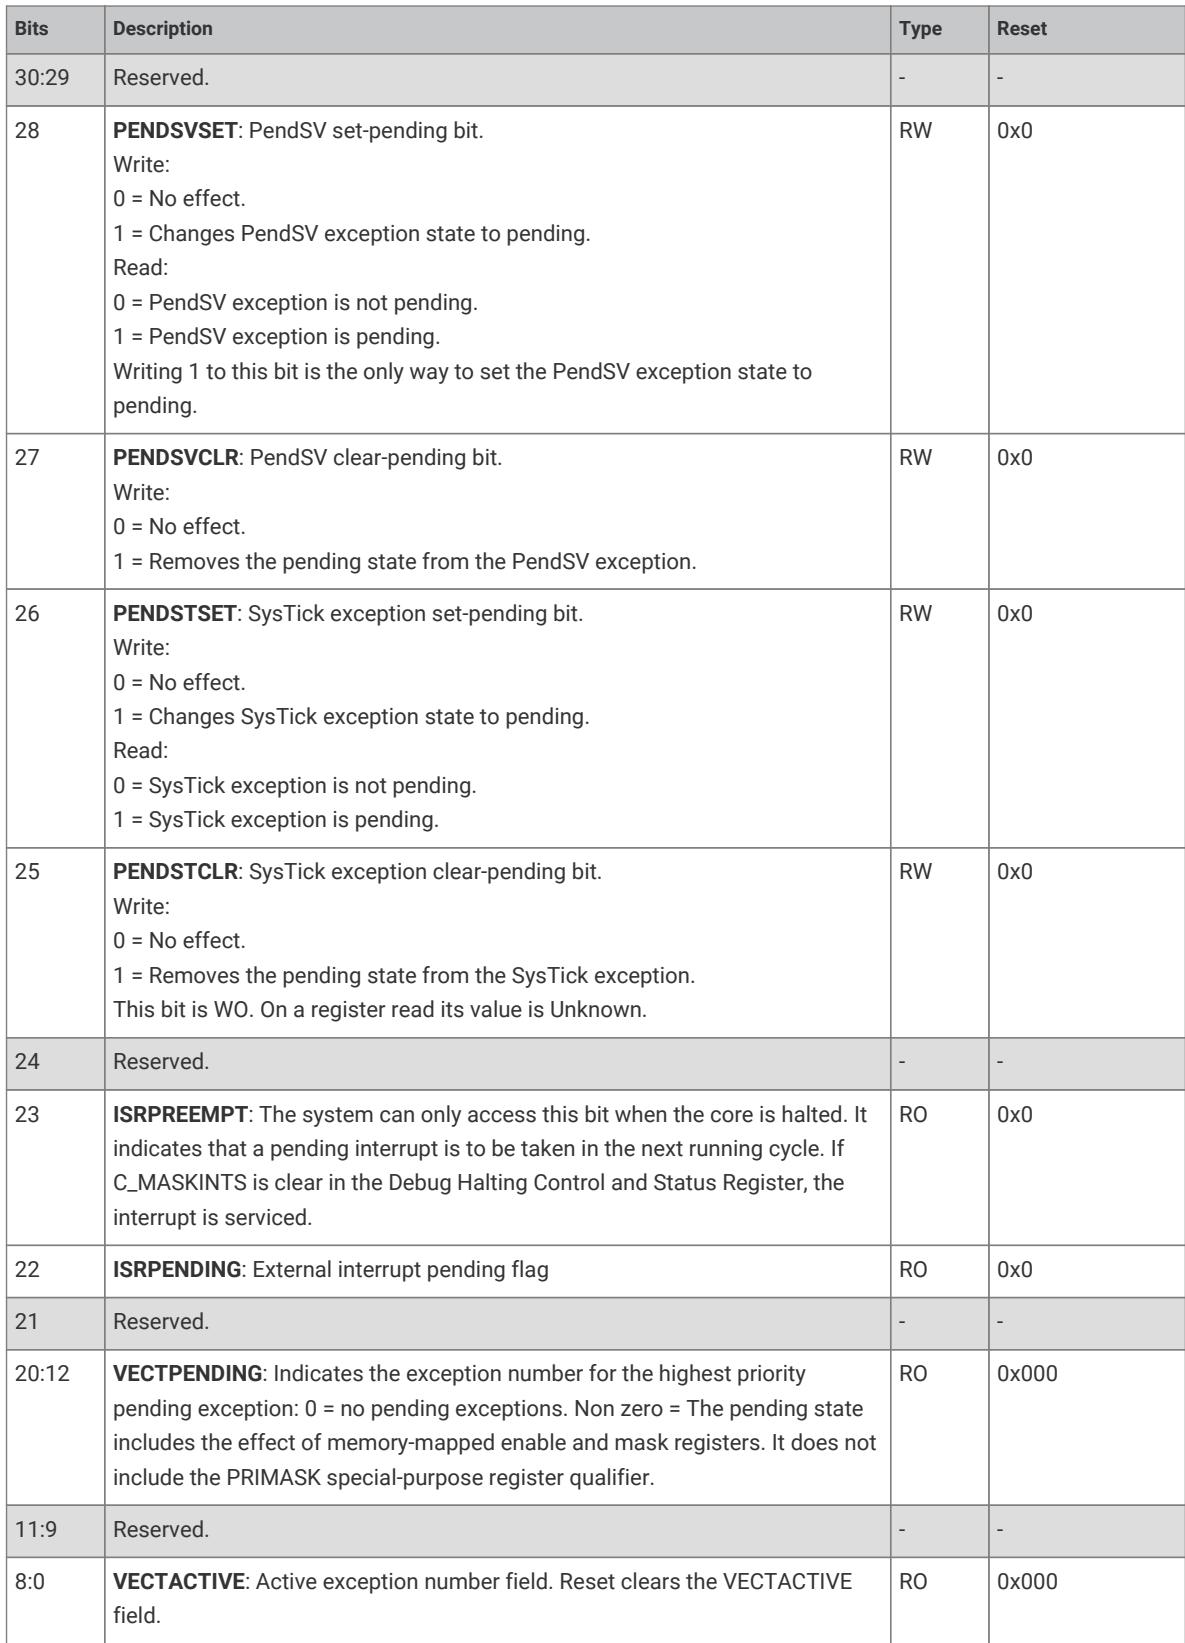 Bits Description Type Reset
30:29 Reserved. - -
28 PENDSVSET: PendSV set-pending bit. RW 0x0
Write:
0 = No effect.
1 = Changes PendSV exception state to pending.
Read:
0 = PendSV exception is not pending.
1 = PendSV exception is pending.
Writing 1 to this bit is the only way to set the PendSV exception state to
pending.
27 PENDSVCLR: PendSV clear-pending bit. RW 0x0
Write:
0 = No effect.
1 = Removes the pending state from the PendSV exception.
26 PENDSTSET: SysTick exception set-pending bit. RW 0x0
Write:
0 = No effect.
1 = Changes SysTick exception state to pending.
Read:
0 = SysTick exception is not pending.
1 = SysTick exception is pending.
25 PENDSTCLR: SysTick exception clear-pending bit. RW 0x0
Write:
0 = No effect.
1 = Removes the pending state from the SysTick exception.
This bit is WO. On a register read its value is Unknown.
24 Reserved. - -
23 ISRPREEMPT: The system can only access this bit when the core is halted. It RO 0x0
indicates that a pending interrupt is to be taken in the next running cycle. If
C_MASKINTS is clear in the Debug Halting Control and Status Register, the
interrupt is serviced.
22 ISRPENDING: External interrupt pending flag RO 0x0
21 Reserved. - -
20:12 VECTPENDING: Indicates the exception number for the highest priority RO 0x000
pending exception: 0 = no pending exceptions. Non zero = The pending state
includes the effect of memory-mapped enable and mask registers. It does not
include the PRIMASK special-purpose register qualifier.
11:9 Reserved. - -
8:0 VECTACTIVE: Active exception number field. Reset clears the VECTACTIVE RO 0x000
field.